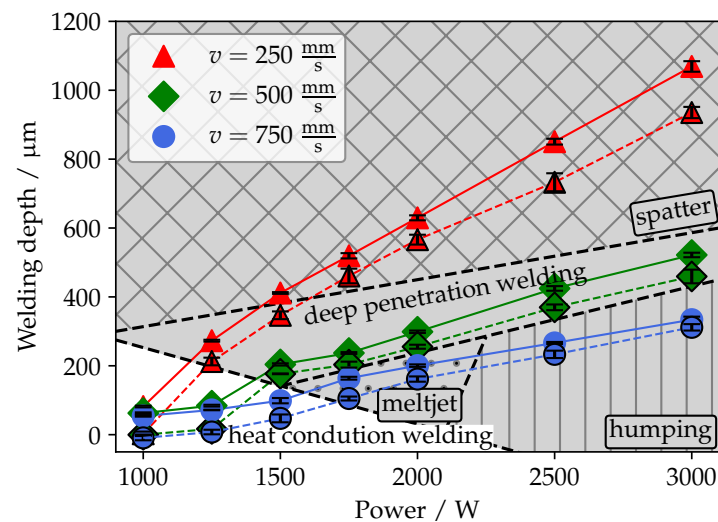 1200
1000
800
600
400
200
0
Welding depth / μm
v = 250 mm/s
v = 500 mm/s
v = 750 mm/s
spatter
deep penetration welding
meltjet
heat condution welding
humping
1000 1500 2000 2500 3000
Power / W